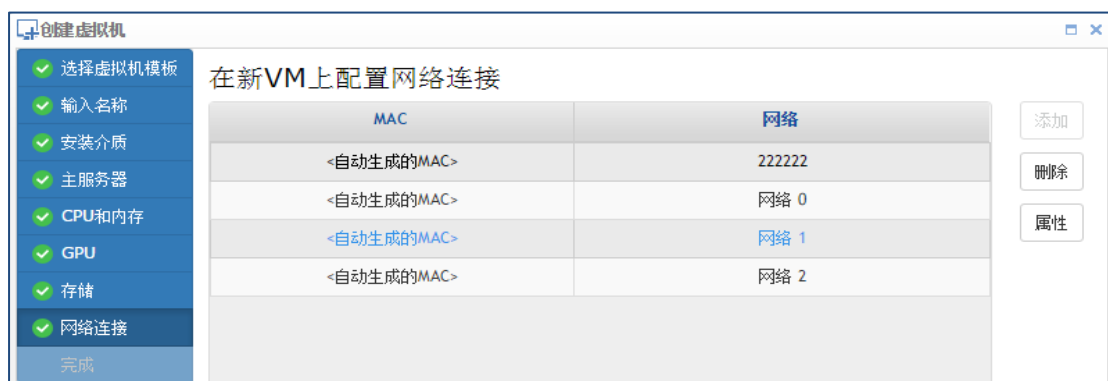 创建虚拟机
选择虚拟机模板
输入名称
安装介质
主服务器
CPU和内存
GPU
存储
网络连接
完成
在新VM上配置网络连接
MAC 网络
<自动生成的MAC> 222222
<自动生成的MAC> 网络 0
<自动生成的MAC> 网络 1
<自动生成的MAC> 网络 2
添加
删除
属性